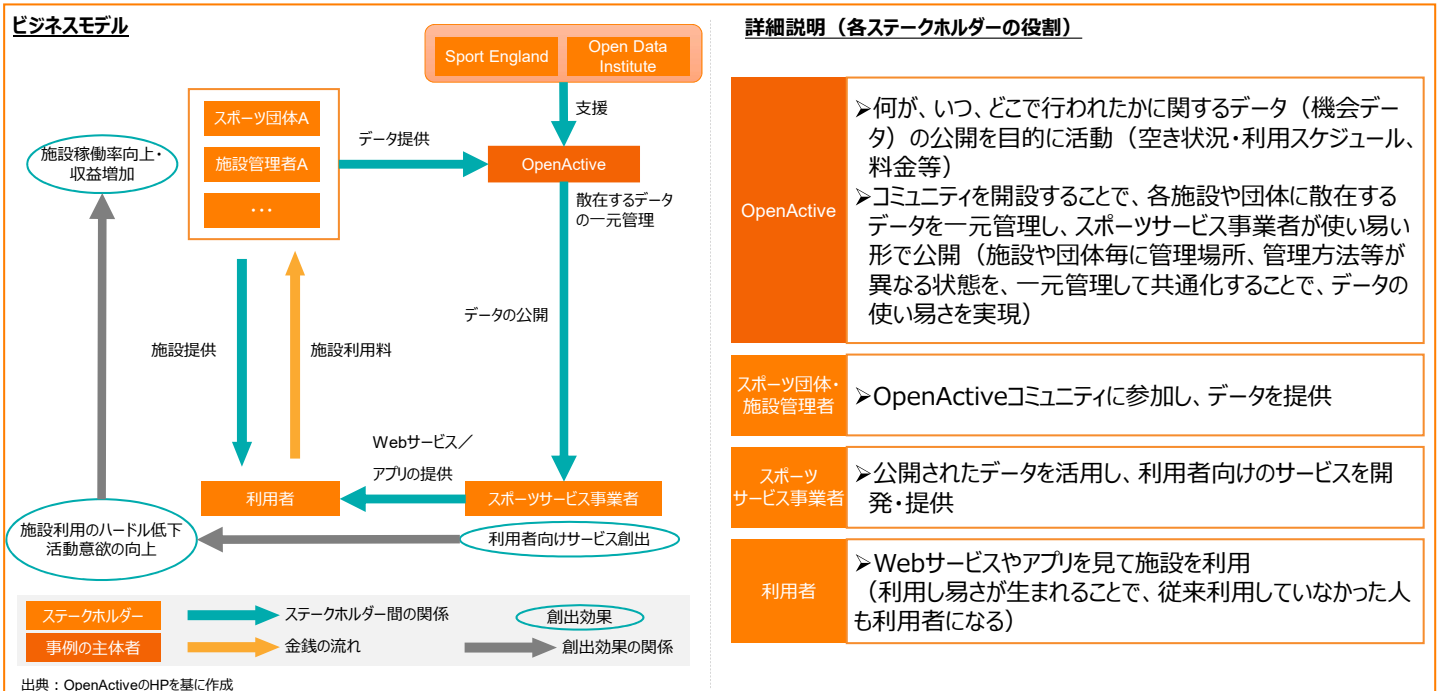 ビジネスモデル
Sport England
Open Data
Institute
支援
スポーツ団体A
施設管理者A
・・・
データ提供
OpenActive
施設稼働率向上・
収益増加
散在するデータ
の一元管理
データの公開
施設提供
施設利用料
Webサービス／
アプリの提供
利用者
スポーツサービス事業者
施設利用のハードル低下
活動意欲の向上
利用者向けサービス創出
ステークホルダー
ステークホルダー間の関係
創出効果
事例の主体者
金銭の流れ
創出効果の関係
出典：OpenActiveのHPを基に作成
詳細説明（各ステークホルダーの役割）
OpenActive
➢何が、いつ、どこで行われたかに関するデータ（機会デー
タ）の公開を目的に活動（空き状況・利用スケジュール、
料金等）
➢コミュニティを開設することで、各施設や団体に散在する
データを一元管理し、スポーツサービス事業者が使い易い
形で公開（施設や団体毎に管理場所、管理方法等が
異なる状態を、一元管理して共通化することで、データの
使い易さを実現）
スポーツ団体・
施設管理者
➢OpenActiveコミュニティに参加し、データを提供
スポーツ
サービス事業者
➢公開されたデータを活用し、利用者向けのサービスを開
発・提供
利用者
➢Webサービスやアプリを見て施設を利用
（利用し易さが生まれることで、従来利用していなかった人
も利用者になる）